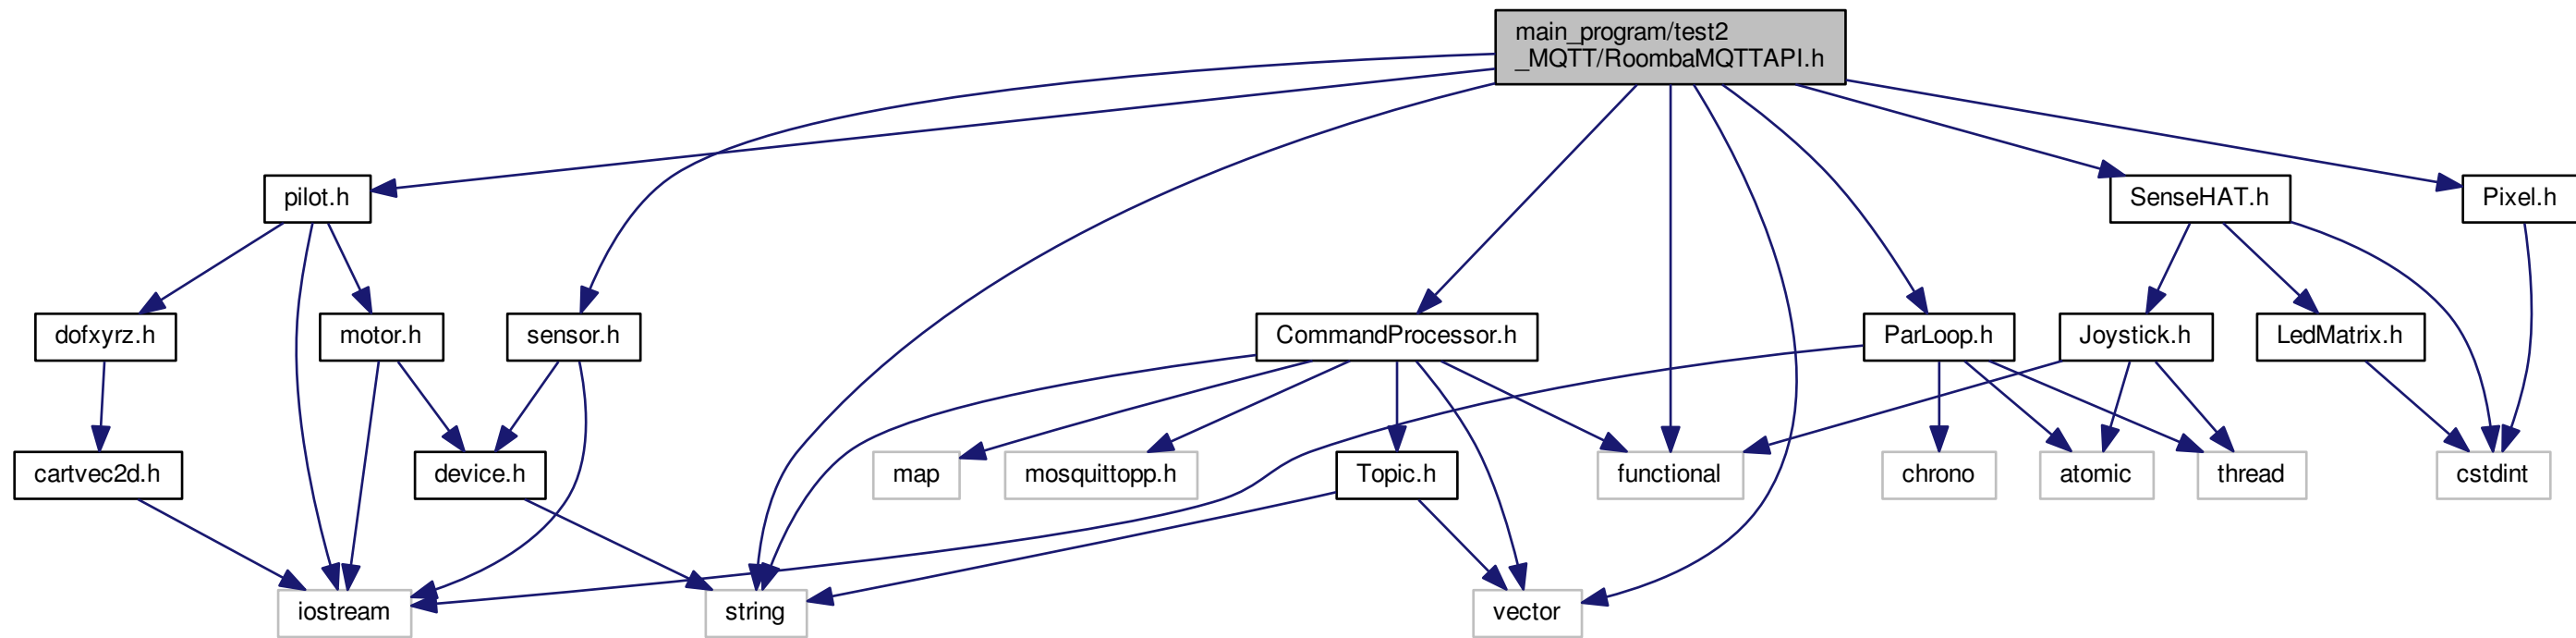 main_program/test2
_MQTT/RoombaMQTTAPI.h
pilot.h
SenseHAT.h
Pixel.h
dofxyrz.h
motor.h
sensor.h
CommandProcessor.h
ParLoop.h
Joystick.h
LedMatrix.h
cartvec2d.h
device.h
map
mosquittopp.h
Topic.h
functional
chrono
atomic
thread
cstdint
iostream
string
vector